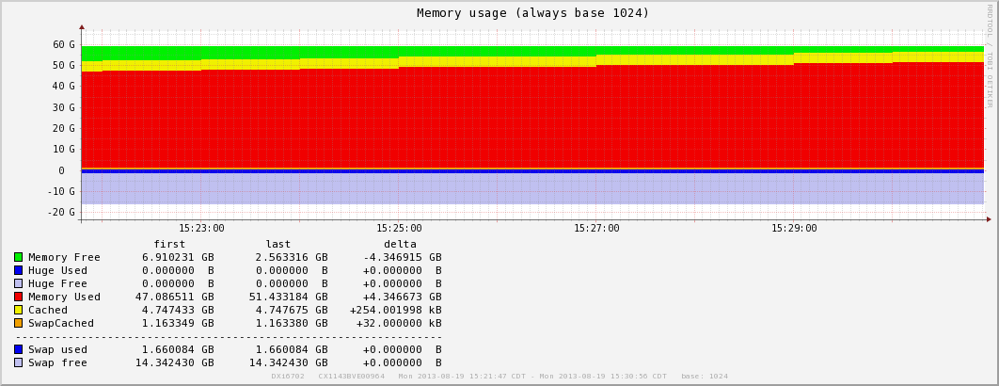 Memory usage (always base 1024)
RRDTOOL / TOBI OETIKER
60 G
50 G
40 G
30 G
20 G
10 G
0
-10 G
-20 G
15:23:00 15:25:00 15:27:00 15:29:00
first last delta
Memory Free 6.910231 GB 2.563316 GB -4.346915 GB
Huge Used 0.000000 B 0.000000 B +0.000000 B
Huge Free 0.000000 B 0.000000 B +0.000000 B
Memory Used 47.086511 GB 51.433184 GB +4.346673 GB
Cached 4.747433 GB 4.747675 GB +254.001998 kB
SwapCached 1.163349 GB 1.163380 GB +32.000000 kB
Swap used 1.660084 GB 1.660084 GB +0.000000 B
Swap free 14.342430 GB 14.342430 GB +0.000000 B
DXi6702 CX1143BVE00964 Mon 2013-08-19 15:21:47 CDT - Mon 2013-08-19 15:30:56 CDT base: 1024